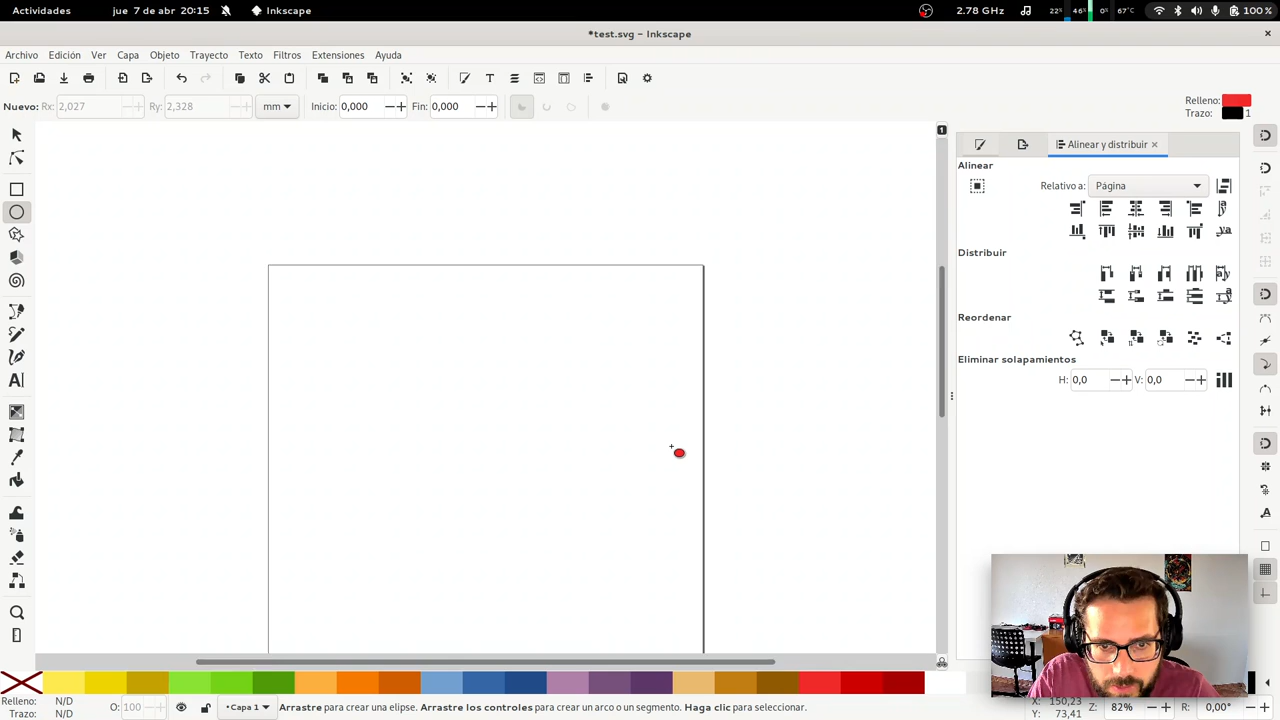 Actividades jue 7 de abr 20:15 Inkscape 2.78 GHz 22% 46% 0% 67°C 100 %
*test.svg – Inkscape
Archivo Edición Ver Capa Objeto Trayecto Texto Filtros Extensiones Ayuda
Nuevo: Rx: 2,027 Ry: 2,328 mm Inicio: 0,000 Fin: 0,000 Relleno:
Trazo: 1
Alinear y distribuir
Alinear
Relativo a: Página
Distribuir
Reordenar
Eliminar solapamientos
H: 0,0 V: 0,0
Relleno: N/D
Trazo: N/D
O: 100 Capa 1 Arrastre para crear una elipse. Arrastre los controles para crear un arco o un segmento. Haga clic para seleccionar.
X: 150,23
Y: 73,41
Z: 82% R: 0,00°